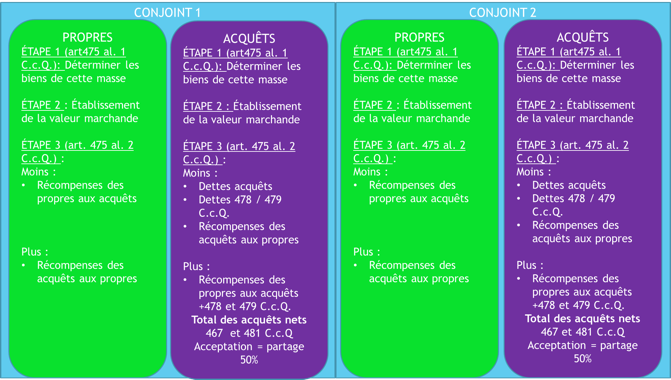 CONJOINT 1
PROPRES
ÉTAPE 1 (art475 al. 1
C.c.Q.): Déterminer les
biens de cette masse
ÉTAPE 2 : Établissement
de la valeur marchande
ÉTAPE 3 (art. 475 al. 2
C.c.Q.) :
Moins :
• Récompenses des
propres aux acquêts
Plus :
• Récompenses des
acquêts aux propres
ACQUÊTS
ÉTAPE 1 (art475 al. 1
C.c.Q.): Déterminer les
biens de cette masse
ÉTAPE 2 : Établissement
de la valeur marchande
ÉTAPE 3 (art. 475 al. 2
C.c.Q.) :
Moins :
• Dettes acquêts
• Dettes 478 / 479
C.c.Q.
• Récompenses des
acquêts aux propres
Plus :
• Récompenses des
propres aux acquêts
+478 et 479 C.c.Q.
Total des acquêts nets
467 et 481 C.c.Q
Acceptation = partage
50%
CONJOINT 2
PROPRES
ÉTAPE 1 (art475 al. 1
C.c.Q.): Déterminer les
biens de cette masse
ÉTAPE 2 : Établissement
de la valeur marchande
ÉTAPE 3 (art. 475 al. 2
C.c.Q.) :
Moins :
• Récompenses des
propres aux acquêts
Plus :
• Récompenses des
acquêts aux propres
ACQUÊTS
ÉTAPE 1 (art475 al. 1
C.c.Q.): Déterminer les
biens de cette masse
ÉTAPE 2 : Établissement
de la valeur marchande
ÉTAPE 3 (art. 475 al. 2
C.c.Q.) :
Moins :
• Dettes acquêts
• Dettes 478 / 479
C.c.Q.
• Récompenses des
acquêts aux propres
Plus :
• Récompenses des
propres aux acquêts
+478 et 479 C.c.Q.
Total des acquêts nets
467 et 481 C.c.Q
Acceptation = partage
50%